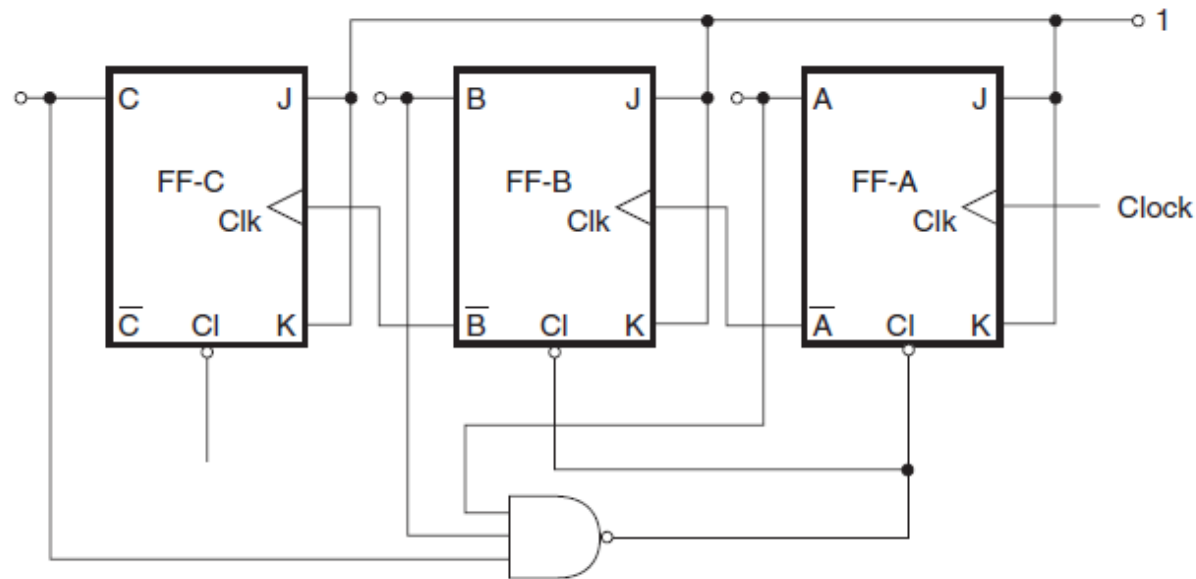 1
C J B J A J
FF-C FF-B FF-A
Clk Clk Clk Clock
C̅ Cl K B̅ Cl K A̅ Cl K